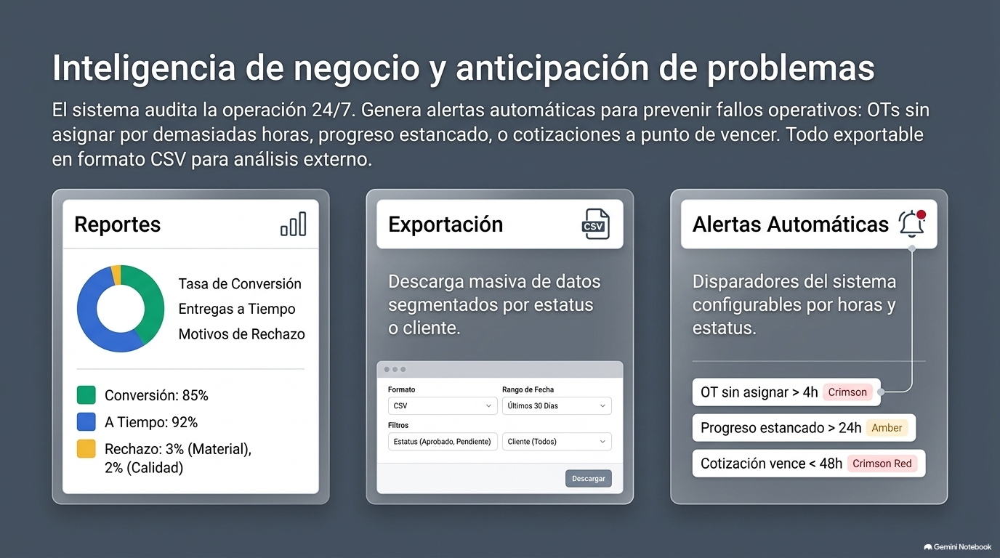 Inteligencia de negocio y anticipación de problemas
El sistema audita la operación 24/7. Genera alertas automáticas para prevenir fallos operativos: OTs sin
asignar por demasiadas horas, progreso estancado, o cotizaciones a punto de vencer. Todo exportable
en formato CSV para análisis externo.
Reportes
Tasa de Conversión
Entregas a Tiempo
Motivos de Rechazo
Conversión: 85%
A Tiempo: 92%
Rechazo: 3% (Material),
2% (Calidad)
Exportación
CSV
Descarga masiva de datos
segmentados por estatus
o cliente.
Formato
Rango de Fecha
CSV
Últimos 30 Días
Filtros
Estatus (Aprobado, Pendiente)
Cliente (Todos)
Descargar
Alertas Automáticas
Disparadores del sistema
configurables por horas y
estatus.
OT sin asignar > 4h Crimson
Progreso estancado > 24h Amber
Cotización vence < 48h Crimson Red
Gemini Notebook